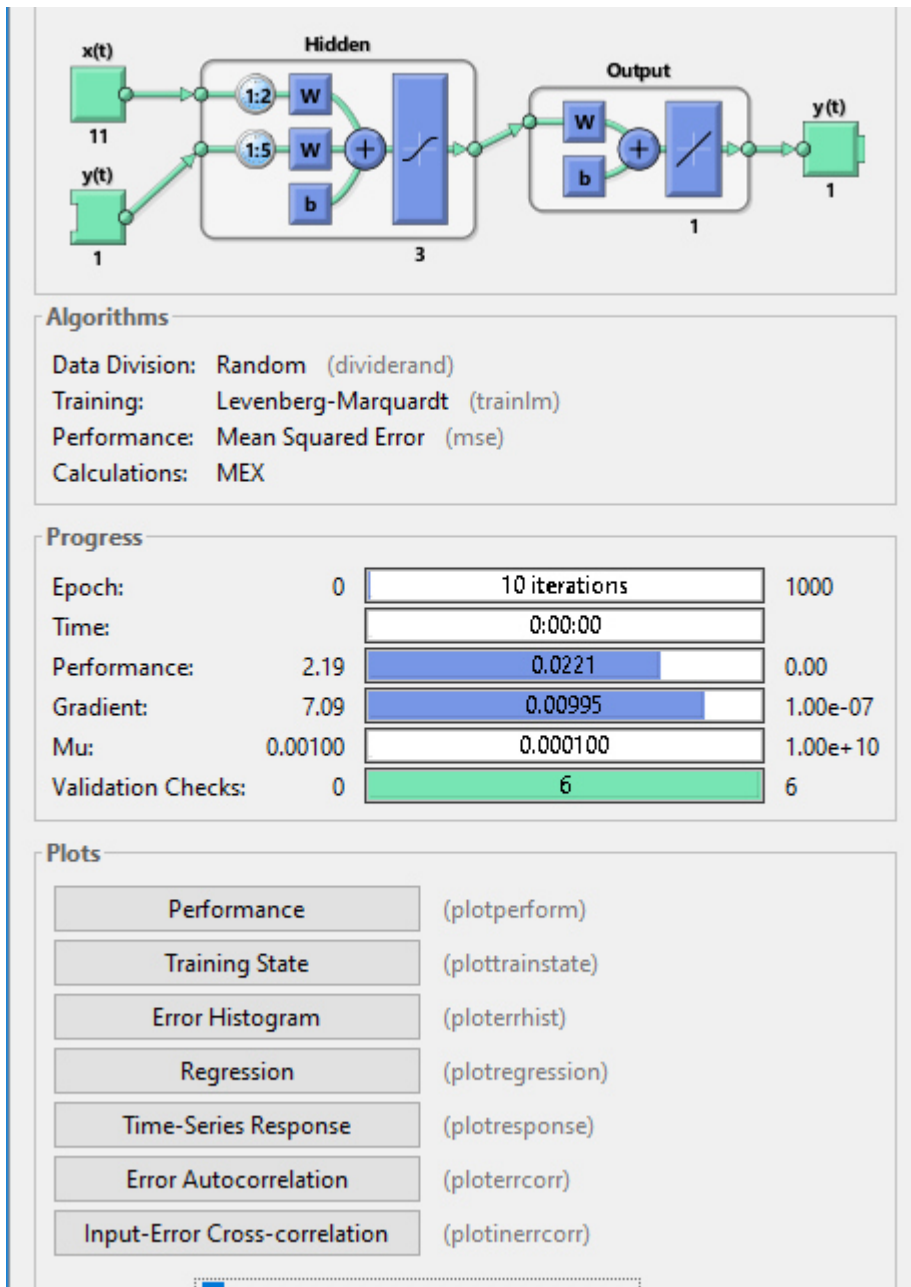 Hidden
x(t)
Output
1:2 W
y(t)
11
W
1:5 W
+
+
y(t)
b
b
1
1
1
3
Algorithms
Data Division: Random (dividerand)
Training: Levenberg-Marquardt (trainlm)
Performance: Mean Squared Error (mse)
Calculations: MEX
Progress
Epoch: 0 10 iterations 1000
Time: 0:00:00
Performance: 2.19 0.0221 0.00
Gradient: 7.09 0.00995 1.00e-07
Mu: 0.00100 0.000100 1.00e+10
Validation Checks: 0 6 6
Plots
Performance (plotperform)
Training State (plottrainstate)
Error Histogram (ploterrhist)
Regression (plotregression)
Time-Series Response (plotresponse)
Error Autocorrelation (ploterrcorr)
Input-Error Cross-correlation (plotinerrcorr)